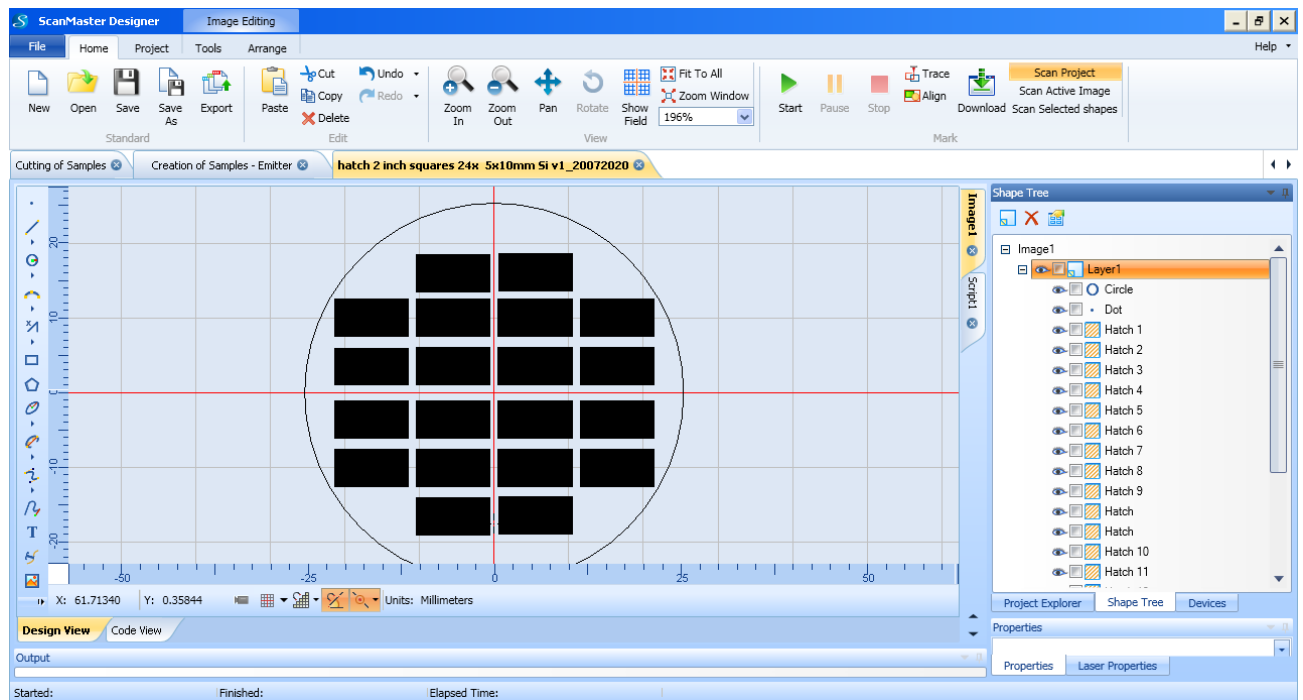 ScanMaster Designer Image Editing
File Home Project Tools Arrange Help
New Open Save Save As Export Paste Cut Copy Delete Undo Redo Zoom In Zoom Out Pan Rotate Show Field Fit To All Zoom Window 196% Start Pause Stop Trace Align Download Scan Project Scan Active Image Scan Selected shapes
Standard Edit View Mark
Cutting of Samples Creation of Samples - Emitter hatch 2 inch squares 24x 5x10mm Si v1_20072020
Image1
Script1
20
10
0
-10
-20
-50 -25 0 25 50
X: 61.71340 Y: 0.35844 Units: Millimeters
Design View Code View
Output
Started: Finished: Elapsed Time:
Shape Tree
Image1
Layer1
Circle
Dot
Hatch 1
Hatch 2
Hatch 3
Hatch 4
Hatch 5
Hatch 6
Hatch 7
Hatch 8
Hatch 9
Hatch
Hatch
Hatch 10
Hatch 11
Project Explorer Shape Tree Devices
Properties
Properties Laser Properties